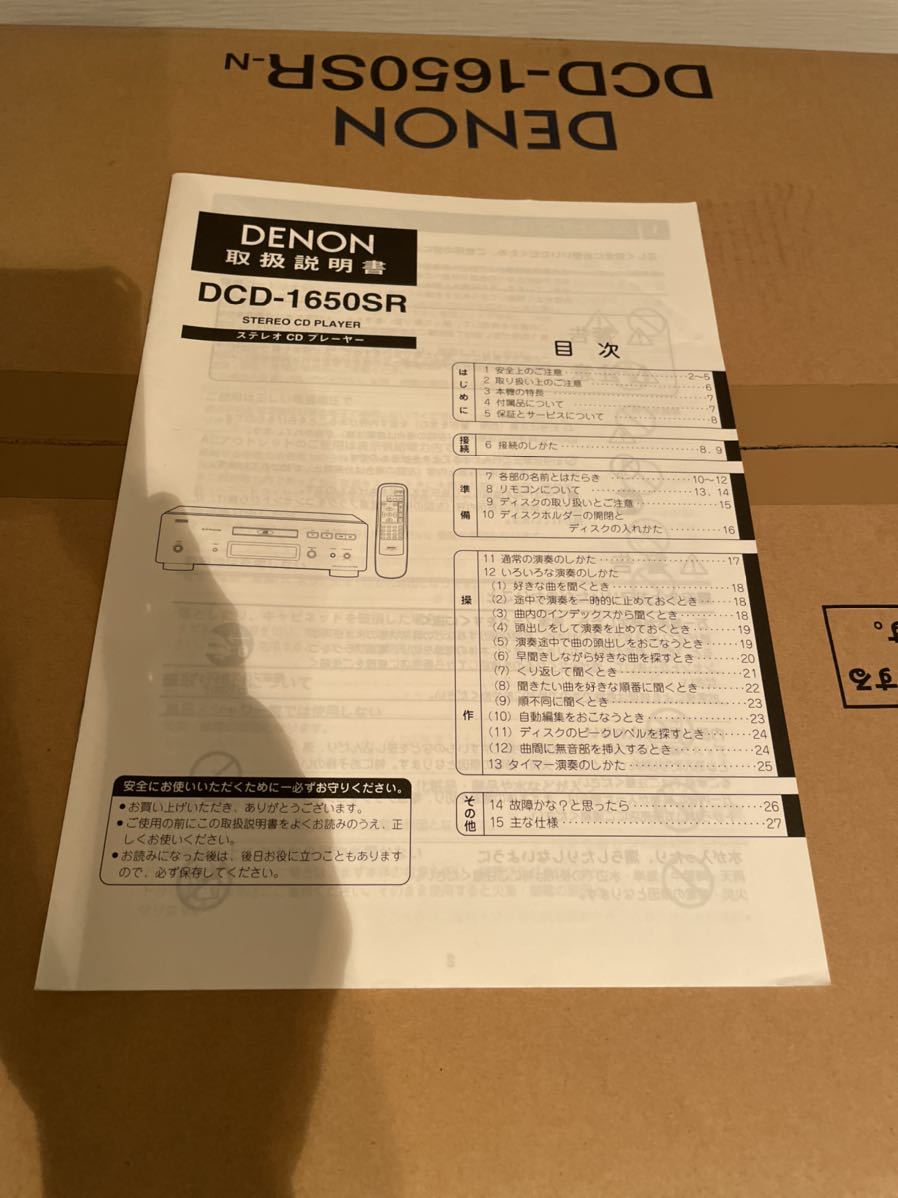 DCD-1650SR-N
DENON
DENON
取扱説明書
DCD-1650SR
STEREO CD PLAYER
ステレオ CD プレーヤー
目 次
はじめに
1 安全上のご注意 ················ 2〜5
2 取り扱い上のご注意 ················ 6
3 本機の特長 ················ 7
4 付属品について ················ 7
5 保証とサービスについて ················ 8
接続
6 接続のしかた ················ 8、9
準備
7 各部の名前とはたらき ················ 10〜12
8 リモコンについて ················ 13、14
9 ディスクの取り扱いとご注意 ················ 15
10 ディスクホルダーの開閉と
ディスクの入れかた ················ 16
操作
11 通常の演奏のしかた ················ 17
12 いろいろな演奏のしかた
(1) 好きな曲を聞くとき ················ 18
(2) 途中で演奏を一時的に止めておくとき ······· 18
(3) 曲内のインデックスから聞くとき ········ 18
(4) 頭出しをして演奏を止めておくとき ········ 19
(5) 演奏途中で曲の頭出しをおこなうとき ······· 19
(6) 早聞きしながら好きな曲を探すとき ········ 20
(7) くり返して聞くとき ················ 21
(8) 聞きたい曲を好きな順番に聞くとき ········ 22
(9) 順不同に聞くとき ················ 23
(10) 自動編集をおこなうとき ················ 23
(11) ディスクのピークレベルを探すとき ········ 24
(12) 曲間に無音部を挿入するとき ············ 24
13 タイマー演奏のしかた ················ 25
その他
14 故障かな?と思ったら ················ 26
15 主な仕様 ················ 27
安全にお使いいただくために―必ずお守りください。
●お買い上げいただき、ありがとうございます。
●ご使用の前にこの取扱説明書をよくお読みのうえ、正
しくお使いください。
●お読みになった後は、後日お役に立つこともあります
ので、必ず保存してください。
する
す。